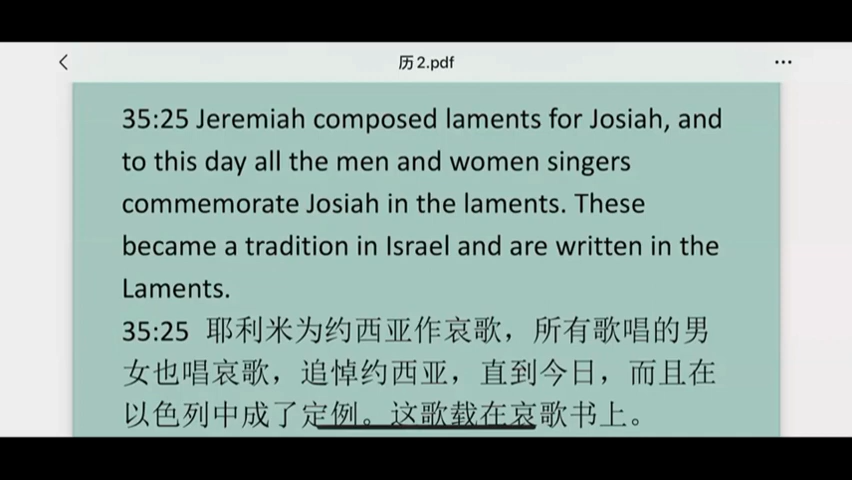 历2.pdf
35:25 Jeremiah composed laments for Josiah, and
to this day all the men and women singers
commemorate Josiah in the laments. These
became a tradition in Israel and are written in the
Laments.
35:25 耶利米为约西亚作哀歌，所有歌唱的男
女也唱哀歌，追悼约西亚，直到今日，而且在
以色列中成了定例。这歌载在哀歌书上。